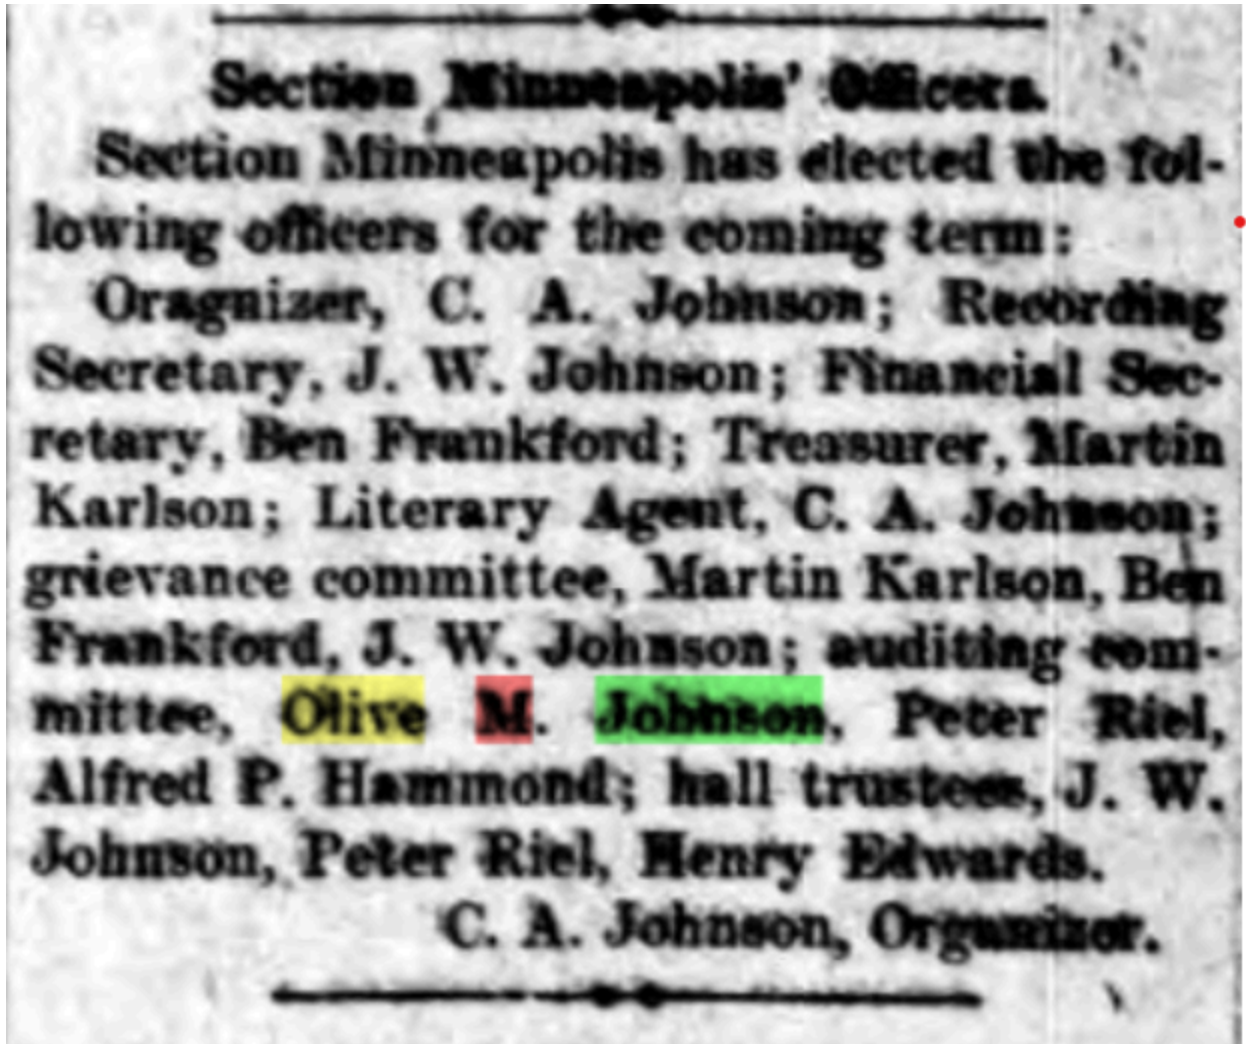 Section Minneapolis' Officers.
Section Minneapolis has elected the fol-
lowing officers for the coming term:
Oragnizer, C. A. Johnson; Recording
Secretary, J. W. Johnson; Financial Sec-
retary, Ben Frankford; Treasurer, Martin
Karlson; Literary Agent, C. A. Johnson;
grievance committee, Martin Karlson, Ben
Frankford, J. W. Johnson; auditing com-
mittee, Olive M. Johnson, Peter Riel,
Alfred P. Hammond; hall trustees, J. W.
Johnson, Peter Riel, Henry Edwards.
C. A. Johnson, Organizer.